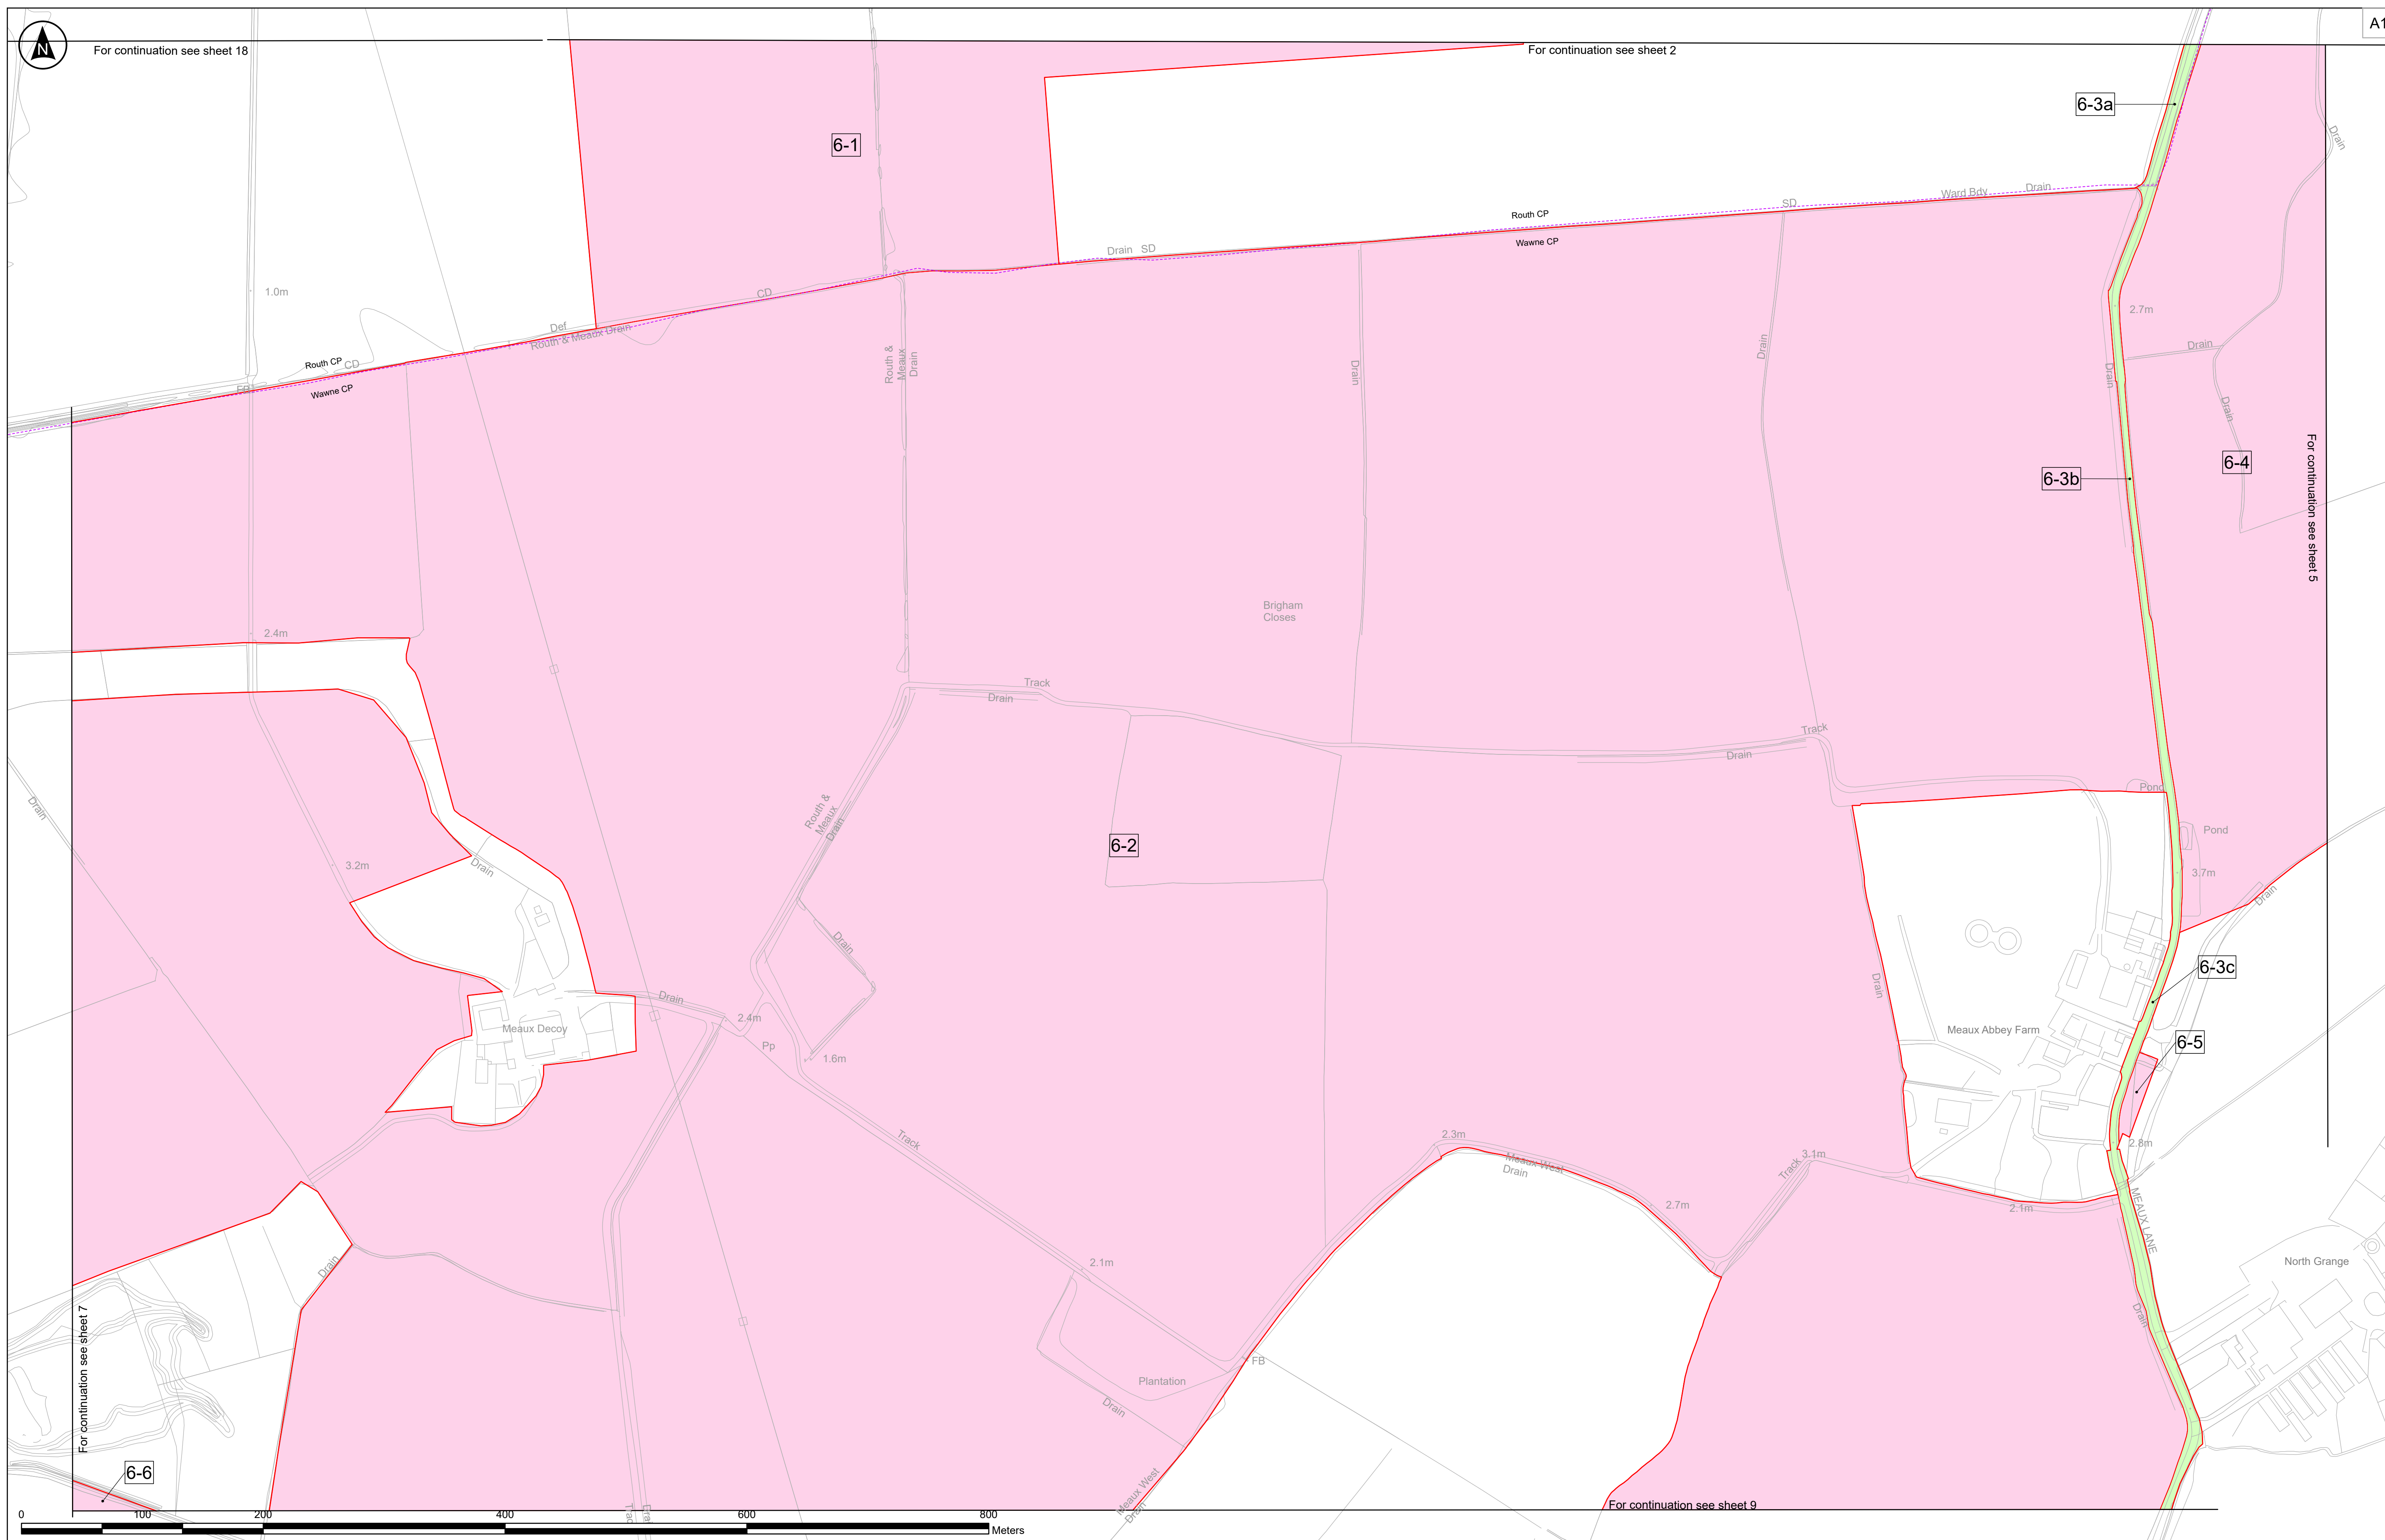 N
For continuation see sheet 18
For continuation see sheet 2
A1
6-3a
6-1
Drain
Ward Bdy
Drain
SD
Routh CP
Wawne CP
Drain SD
1.0m
CD
Def
Routh & Meaux Drain
2.7m
Routh CP
CD
FB
Wawne CP
Routh &
Meaux
Drain
Drain
Drain
Drain
Drain
Drain
6-3b
6-4
For continuation see sheet 5
Brigham
Closes
2.4m
Track
Drain
Track
Drain
Pond
Drain
Routh &
Meaux
Drain
6-2
Pond
3.2m
Drain
3.7m
Drain
Drain
6-3c
Drain
Drain
2.4m
Meaux Decoy
Meaux Abbey Farm
6-5
Pp
1.6m
Track
2.3m
2.8m
Meaux West
Drain
3.1m
Track
2.7m
2.1m
MEAUX LANE
Drain
2.1m
North Grange
Drain
For continuation see sheet 7
FB
Plantation
Drain
6-6
Meaux West
Drain
For continuation see sheet 9
0 100 200 400 600 800
Meters